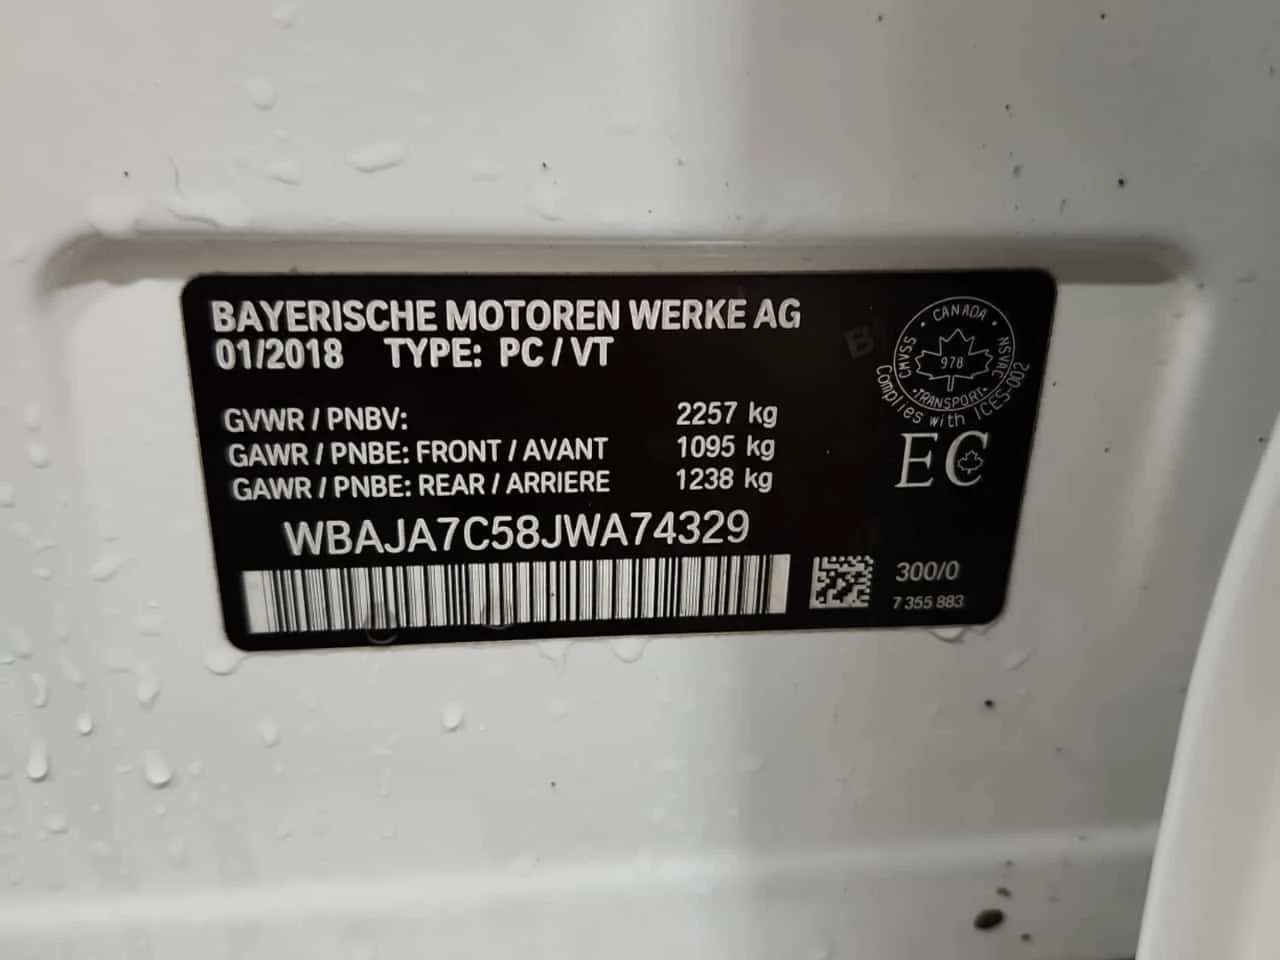 BAYERISCHE MOTOREN WERKE AG
01/2018 TYPE: PC / VT
CANADA
CMVSS
NSVAC
978
TRANSPORT
Complies with ICES-002
GVWR / PNBV: 2257 kg
GAWR / PNBE: FRONT / AVANT 1095 kg
GAWR / PNBE: REAR / ARRIERE 1238 kg
EC
WBAJA7C58JWA74329
300/0
7 355 883